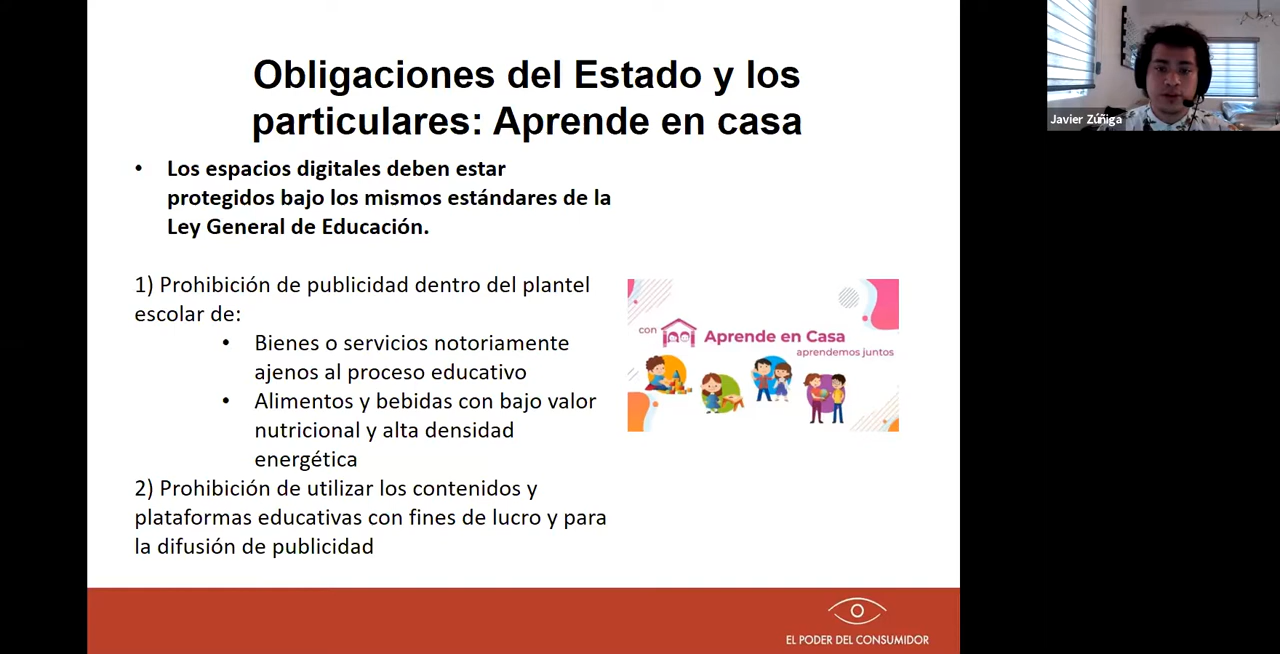 Obligaciones del Estado y los
particulares: Aprende en casa
• Los espacios digitales deben estar
protegidos bajo los mismos estándares de la
Ley General de Educación.
1) Prohibición de publicidad dentro del plantel
escolar de:
• Bienes o servicios notoriamente
ajenos al proceso educativo
• Alimentos y bebidas con bajo valor
nutricional y alta densidad
energética
2) Prohibición de utilizar los contenidos y
plataformas educativas con fines de lucro y para
la difusión de publicidad
con Aprende en Casa
aprendemos juntos
EL PODER DEL CONSUMIDOR
Javier Zúñiga